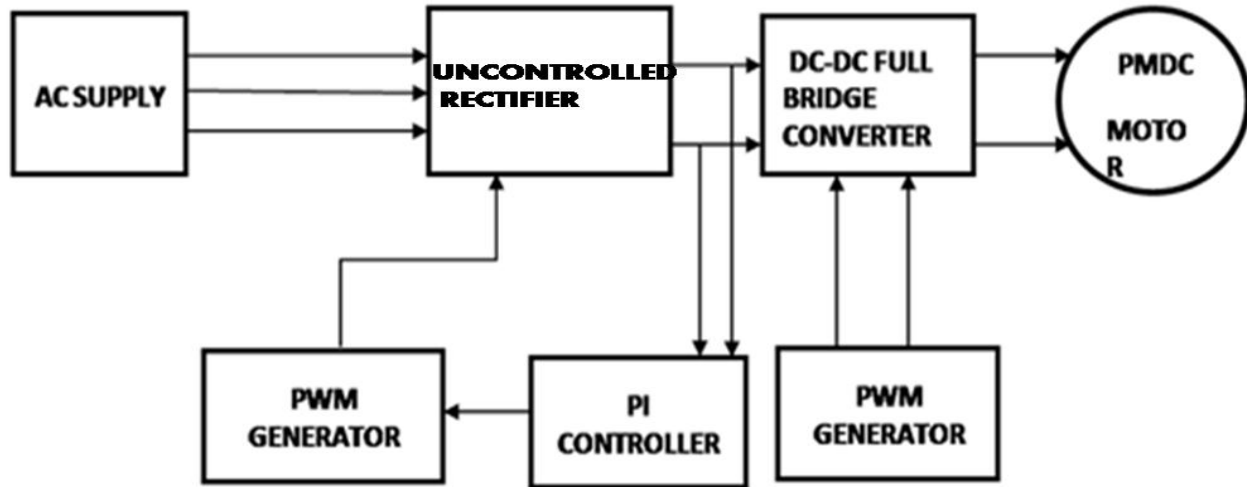 AC SUPPLY
UNCONTROLLED
RECTIFIER
DC-DC FULL
BRIDGE
CONVERTER
PMDC
MOTO
R
PWM
GENERATOR
PI
CONTROLLER
PWM
GENERATOR